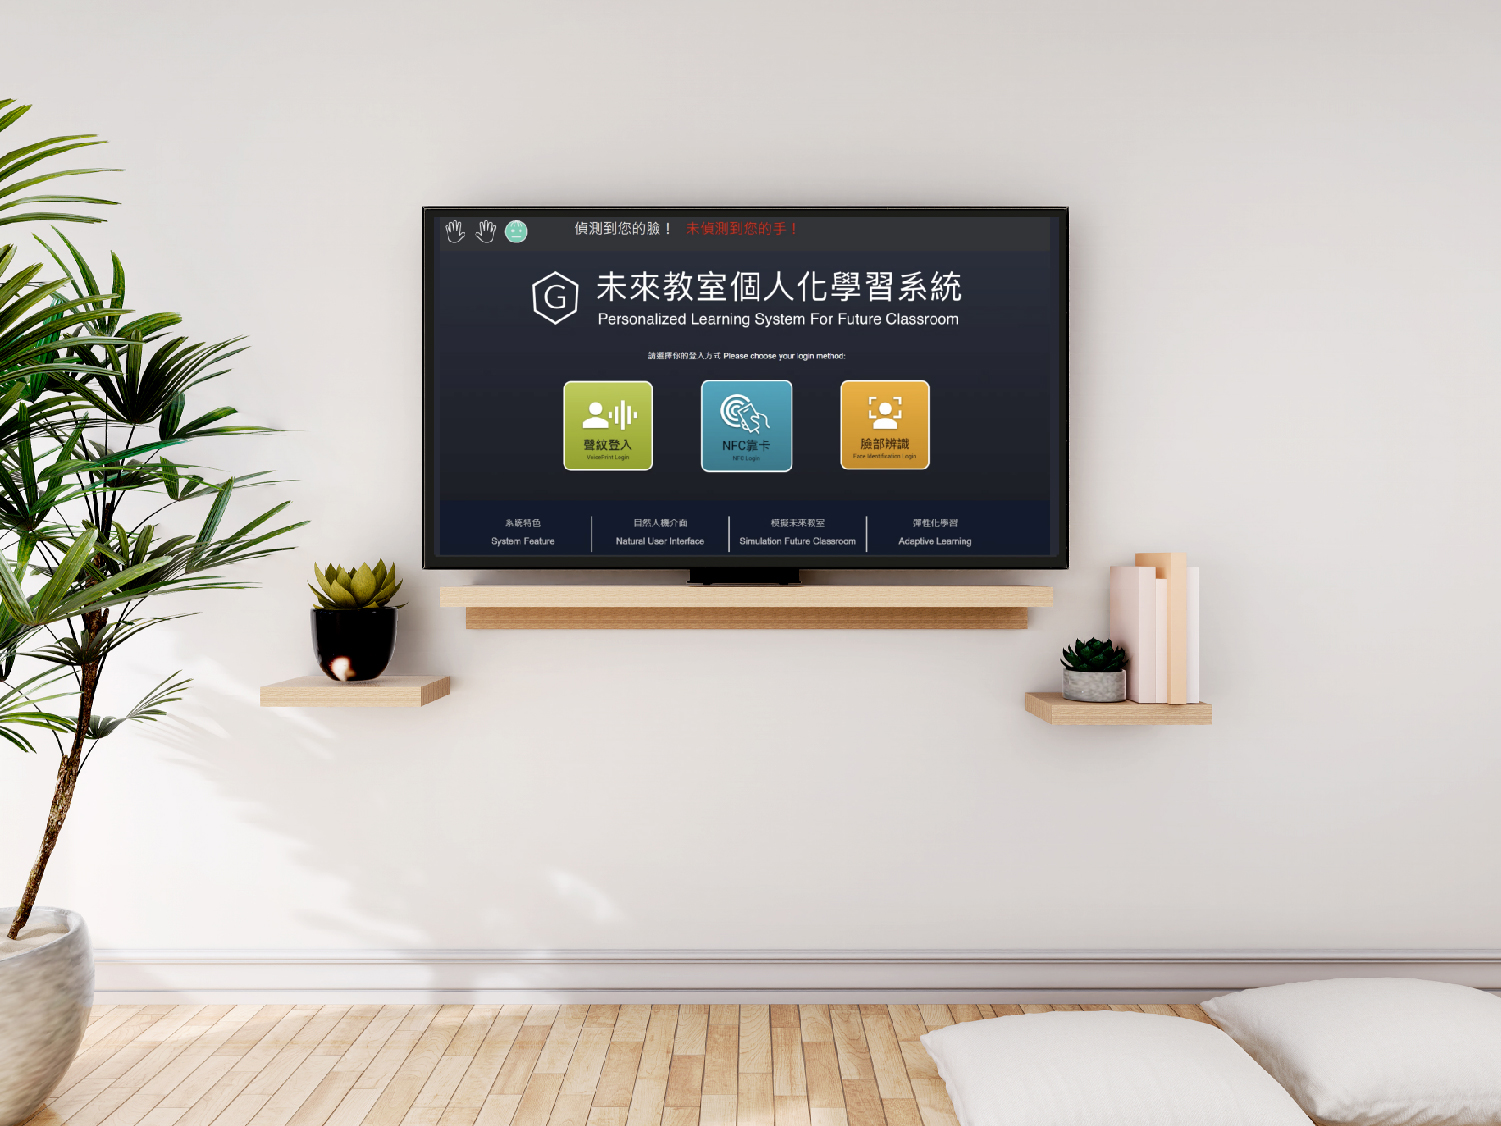 偵測到您的臉！ 未偵測到您的手！
G
未來教室個人化學習系統
Personalized Learning System For Future Classroom
請選擇你的登入方式 Please choose your login method:
聲紋登入
VoicePrint Login
NFC靠卡
NFC Login
臉部辨識
Face Identification Login
系統特色
System Feature
自然人機介面
Natural User Interface
模擬未來教室
Simulation Future Classroom
彈性化學習
Adaptive Learning